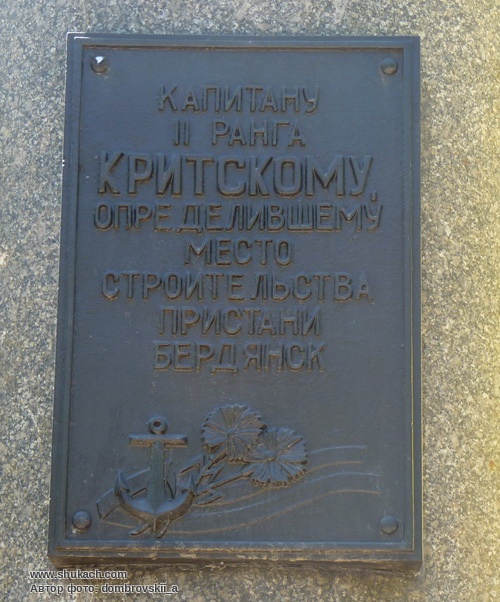 КАПИТАНУ
II РАНГА
КРИТСКОМУ,
ОПРЕДЕЛИВШЕМУ
МЕСТО
СТРОИТЕЛЬСТВА
ПРИСТАНИ
БЕРДЯНСК
www.shukach.com
Автор фото- dombrovskii_a